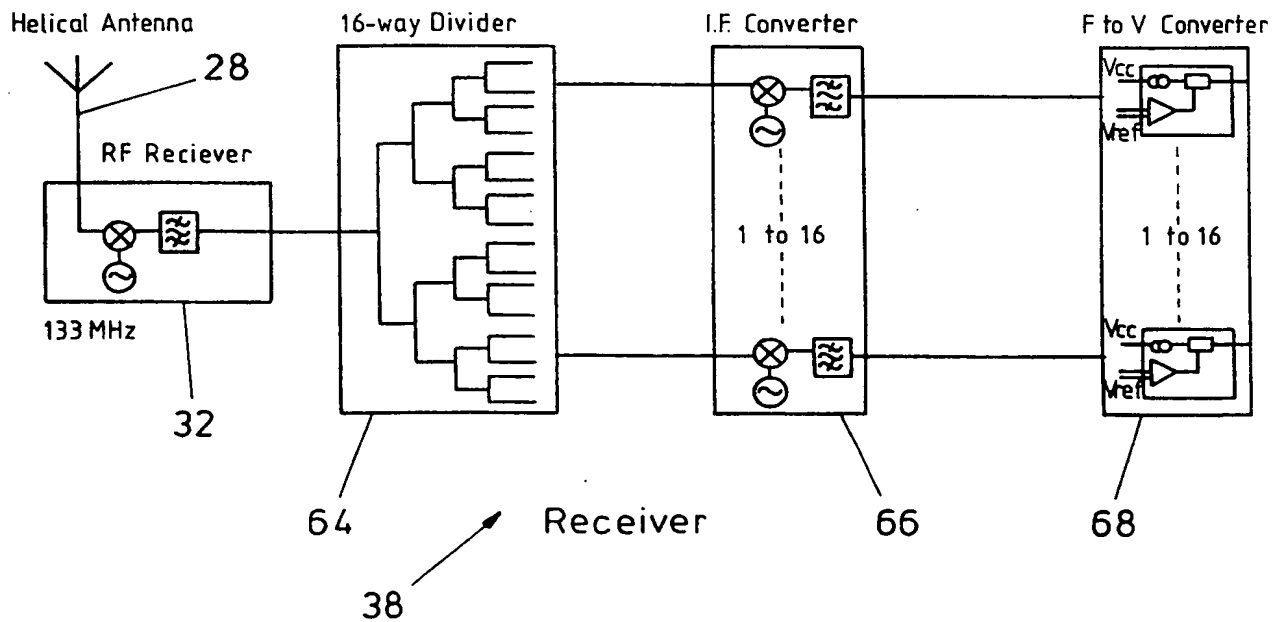 Helical Antenna
16-way Divider
I.F. Converter
F to V Converter
28
RF Reciever
Vcc
Vref
1 to 16
1 to 16
133 MHz
Vcc
Vref
32
64
Receiver
66
68
38